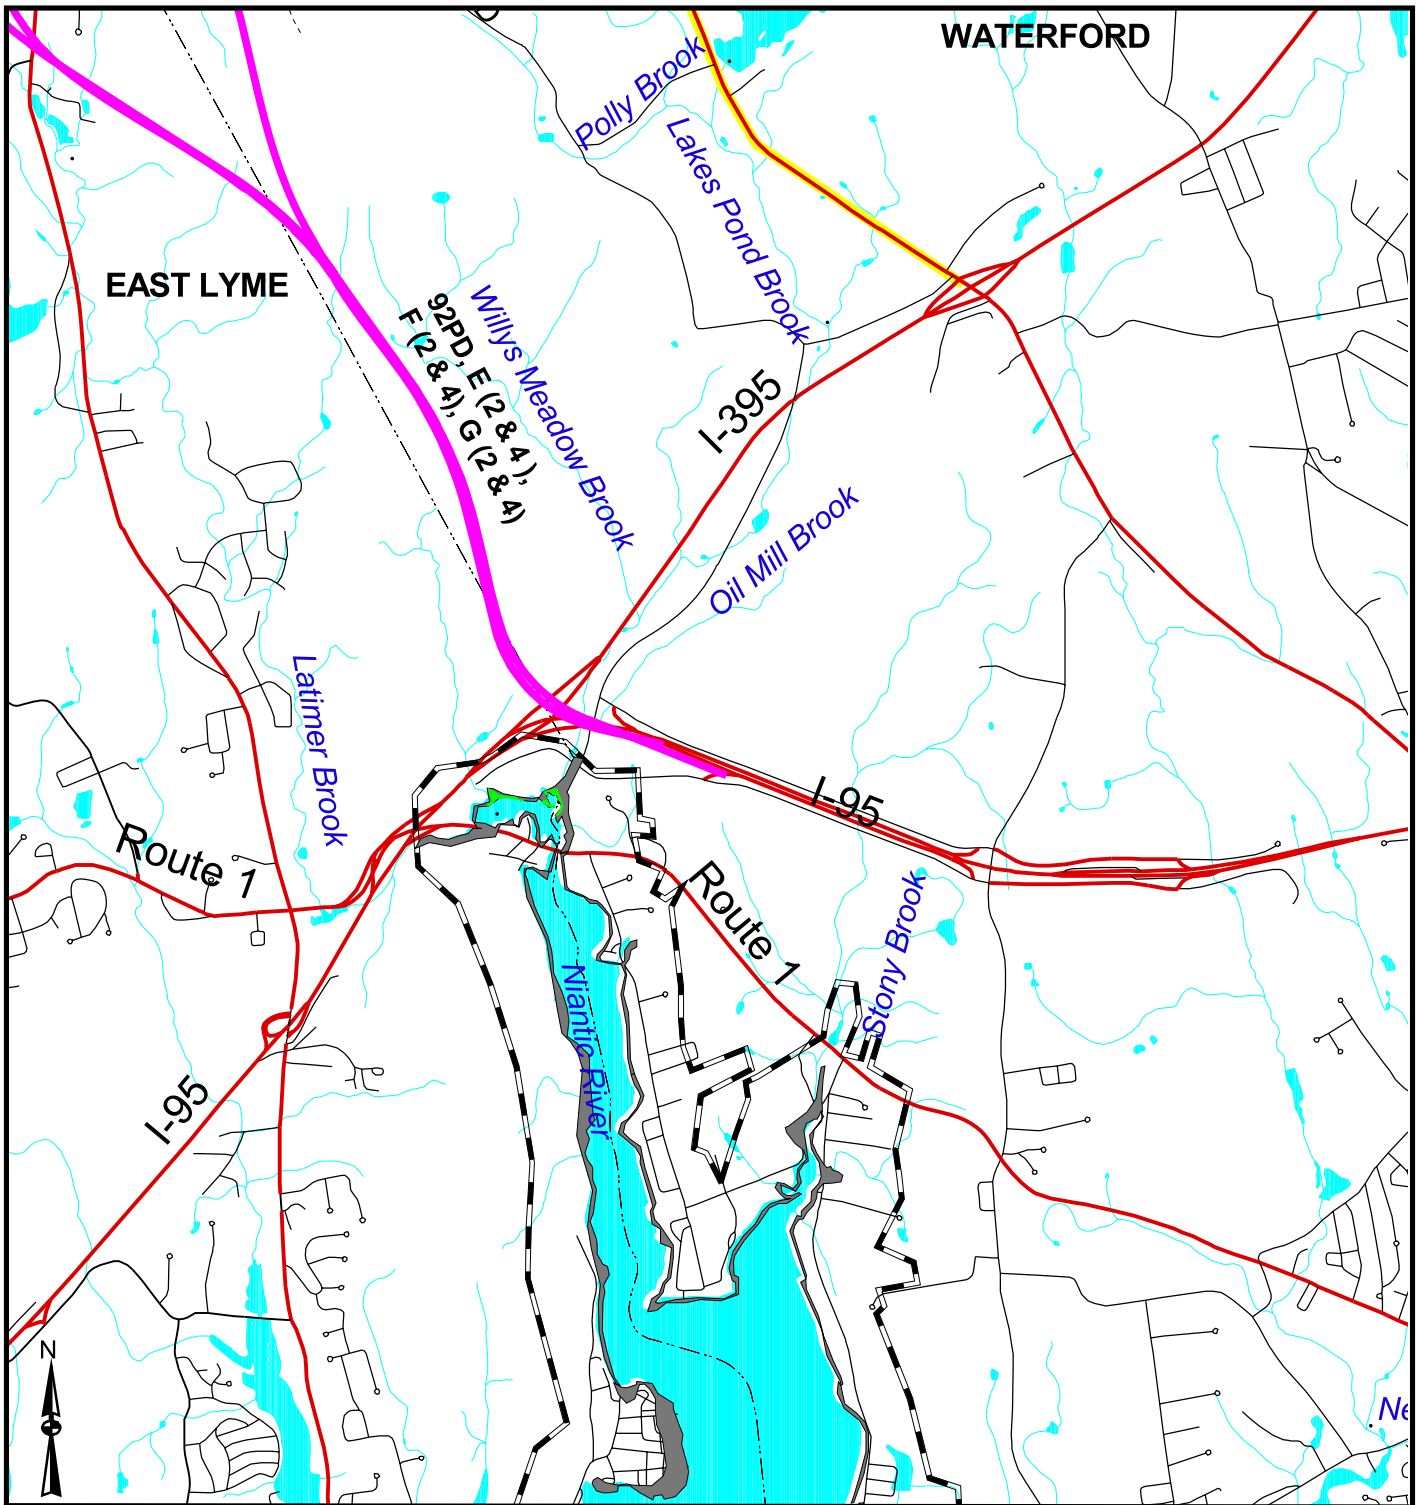 WATERFORD
Polly Brook
Lakes Pond Brook
EAST LYME
Willys Meadow Brook
92PD, E (2 & 4 ),
F (2 & 4), G (2 & 4)
I-395
Oil Mill Brook
Latimer Brook
I-95
Route 1
Route 1
Stony Brook
Niantic River
I-95
N
Ne